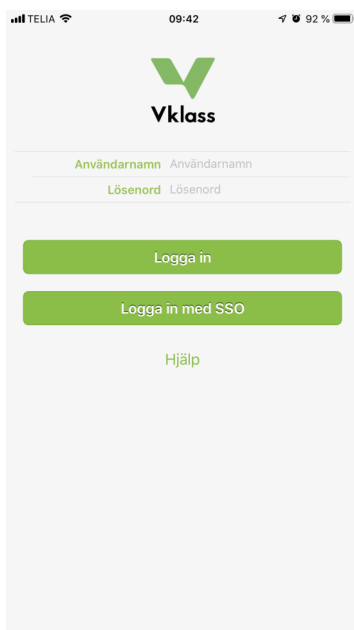 TELIA 09:42 92 %
Vklass
Användarnamn Användarnamn
Lösenord Lösenord
Logga in
Logga in med SSO
Hjälp